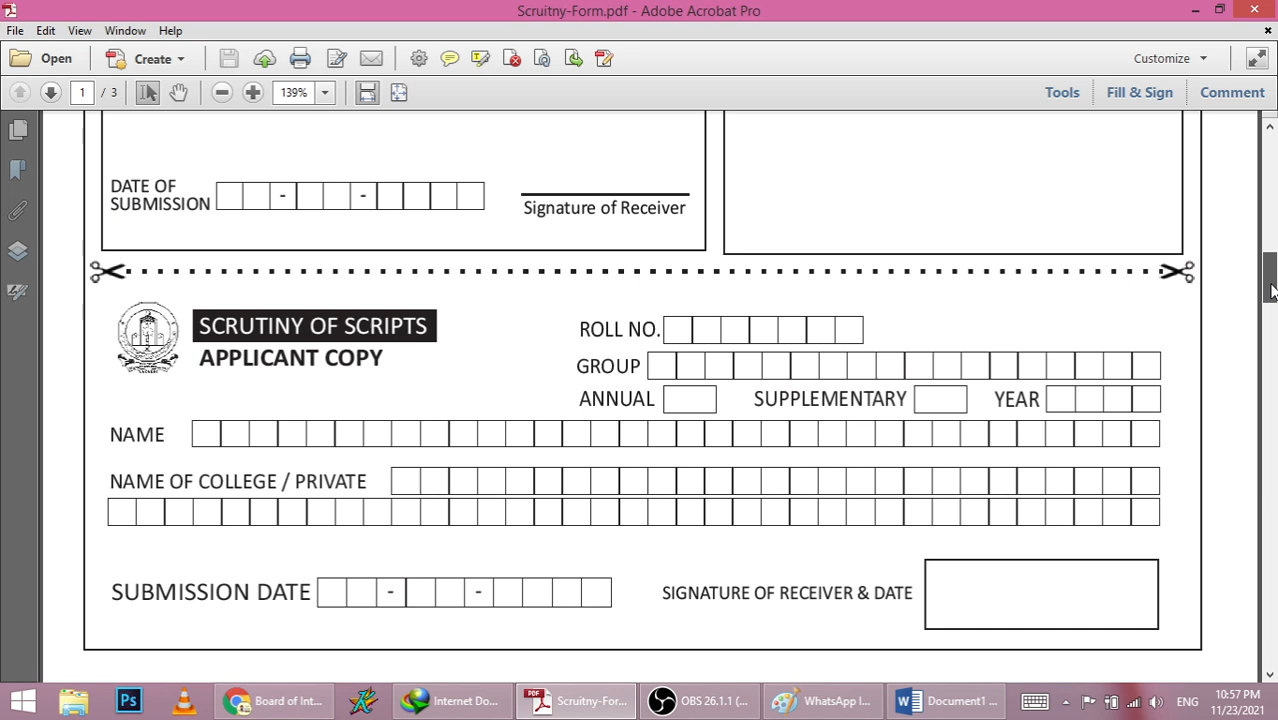 Scruitny-Form.pdf - Adobe Acrobat Pro
File Edit View Window Help
Open Create Customize
1 / 3 139% Tools Fill & Sign Comment
DATE OF
SUBMISSION - -
Signature of Receiver
SCRUTINY OF SCRIPTS
APPLICANT COPY
ROLL NO.
GROUP
ANNUAL SUPPLEMENTARY YEAR
NAME
NAME OF COLLEGE / PRIVATE
SUBMISSION DATE - - SIGNATURE OF RECEIVER & DATE
Ps Board of Int... Internet Do... Scruitny-For... OBS 26.1.1 (... WhatsApp I... Document1 ... ENG
10:57 PM
11/23/2021